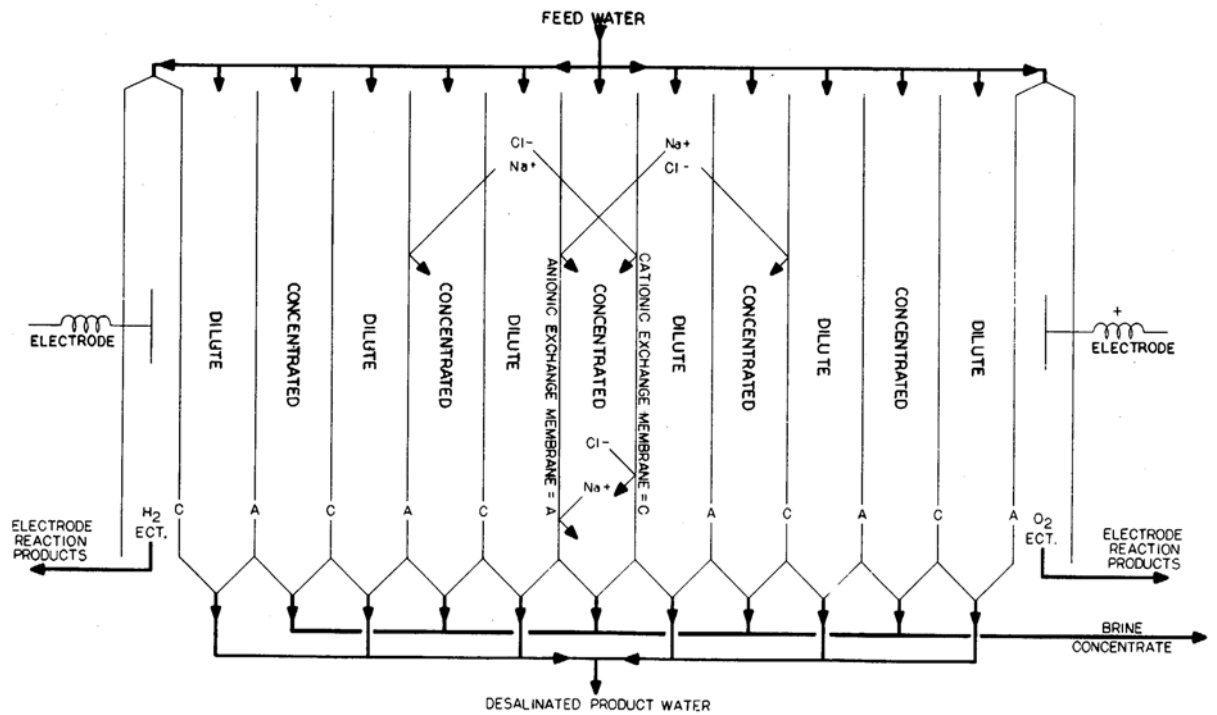 FEED WATER
Cl-
Na+
Na+
Cl-
ELECTRODE
DILUTE
CONCENTRATED
DILUTE
CONCENTRATED
DILUTE
ANIONIC EXCHANGE MEMBRANE = A
CONCENTRATED
CATIONIC EXCHANGE MEMBRANE = C
DILUTE
CONCENTRATED
DILUTE
CONCENTRATED
DILUTE
+
ELECTRODE
Cl-
Na+
H2
ECT.
C
A
C
A
C
A
C
A
C
A
O2
ECT.
ELECTRODE
REACTION
PRODUCTS
ELECTRODE
REACTION
PRODUCTS
BRINE
CONCENTRATE
DESALINATED PRODUCT WATER